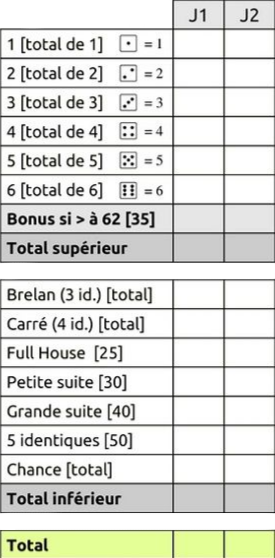 J1 J2
1 [total de 1] = 1
2 [total de 2] = 2
3 [total de 3] = 3
4 [total de 4] = 4
5 [total de 5] = 5
6 [total de 6] = 6
Bonus si > à 62 [35]
Total supérieur
Brelan (3 id.) [total]
Carré (4 id.) [total]
Full House [25]
Petite suite [30]
Grande suite [40]
5 identiques [50]
Chance [total]
Total inférieur
Total